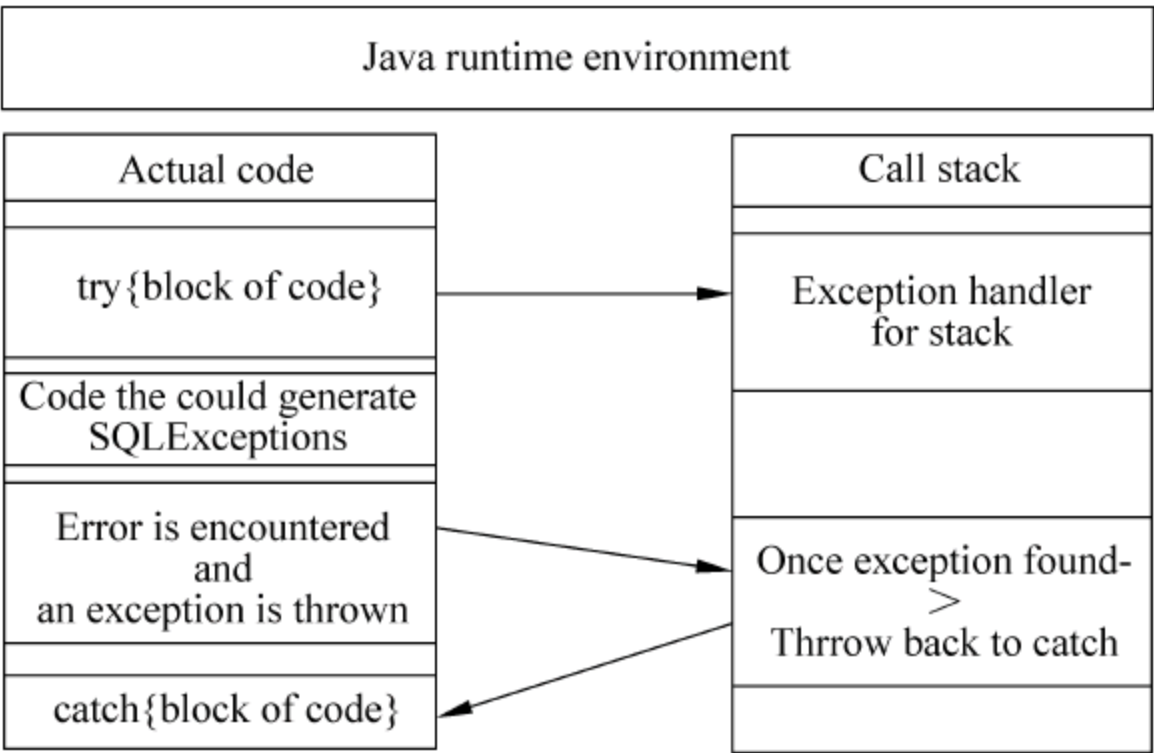 Java runtime environment
Actual code
try{block of code}
Code the could generate
SQLExceptions
Error is encountered
and
an exception is thrown
catch{block of code}
Call stack
Exception handler
for stack
Once exception found-
>
Thrrow back to catch